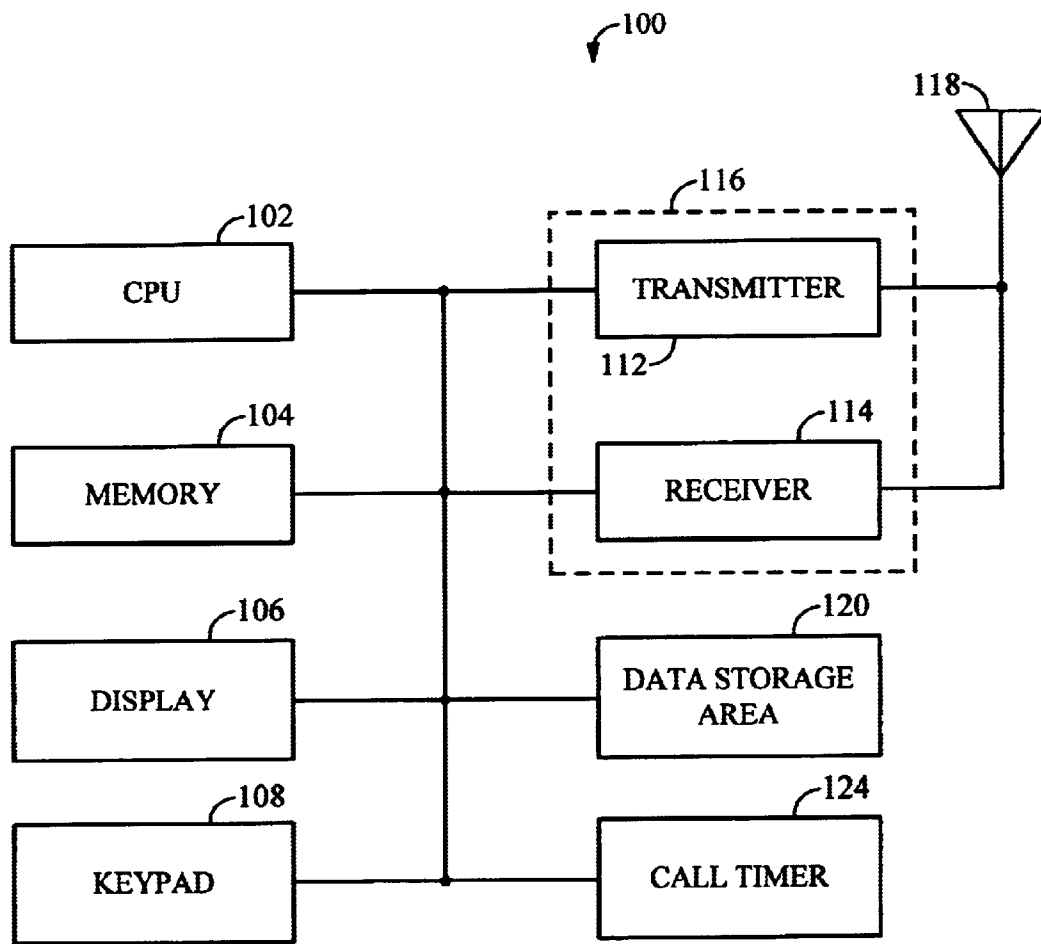 100
118
116
102
CPU
TRANSMITTER
112
104
MEMORY
114
RECEIVER
106
DISPLAY
120
DATA STORAGE
AREA
108
KEYPAD
124
CALL TIMER